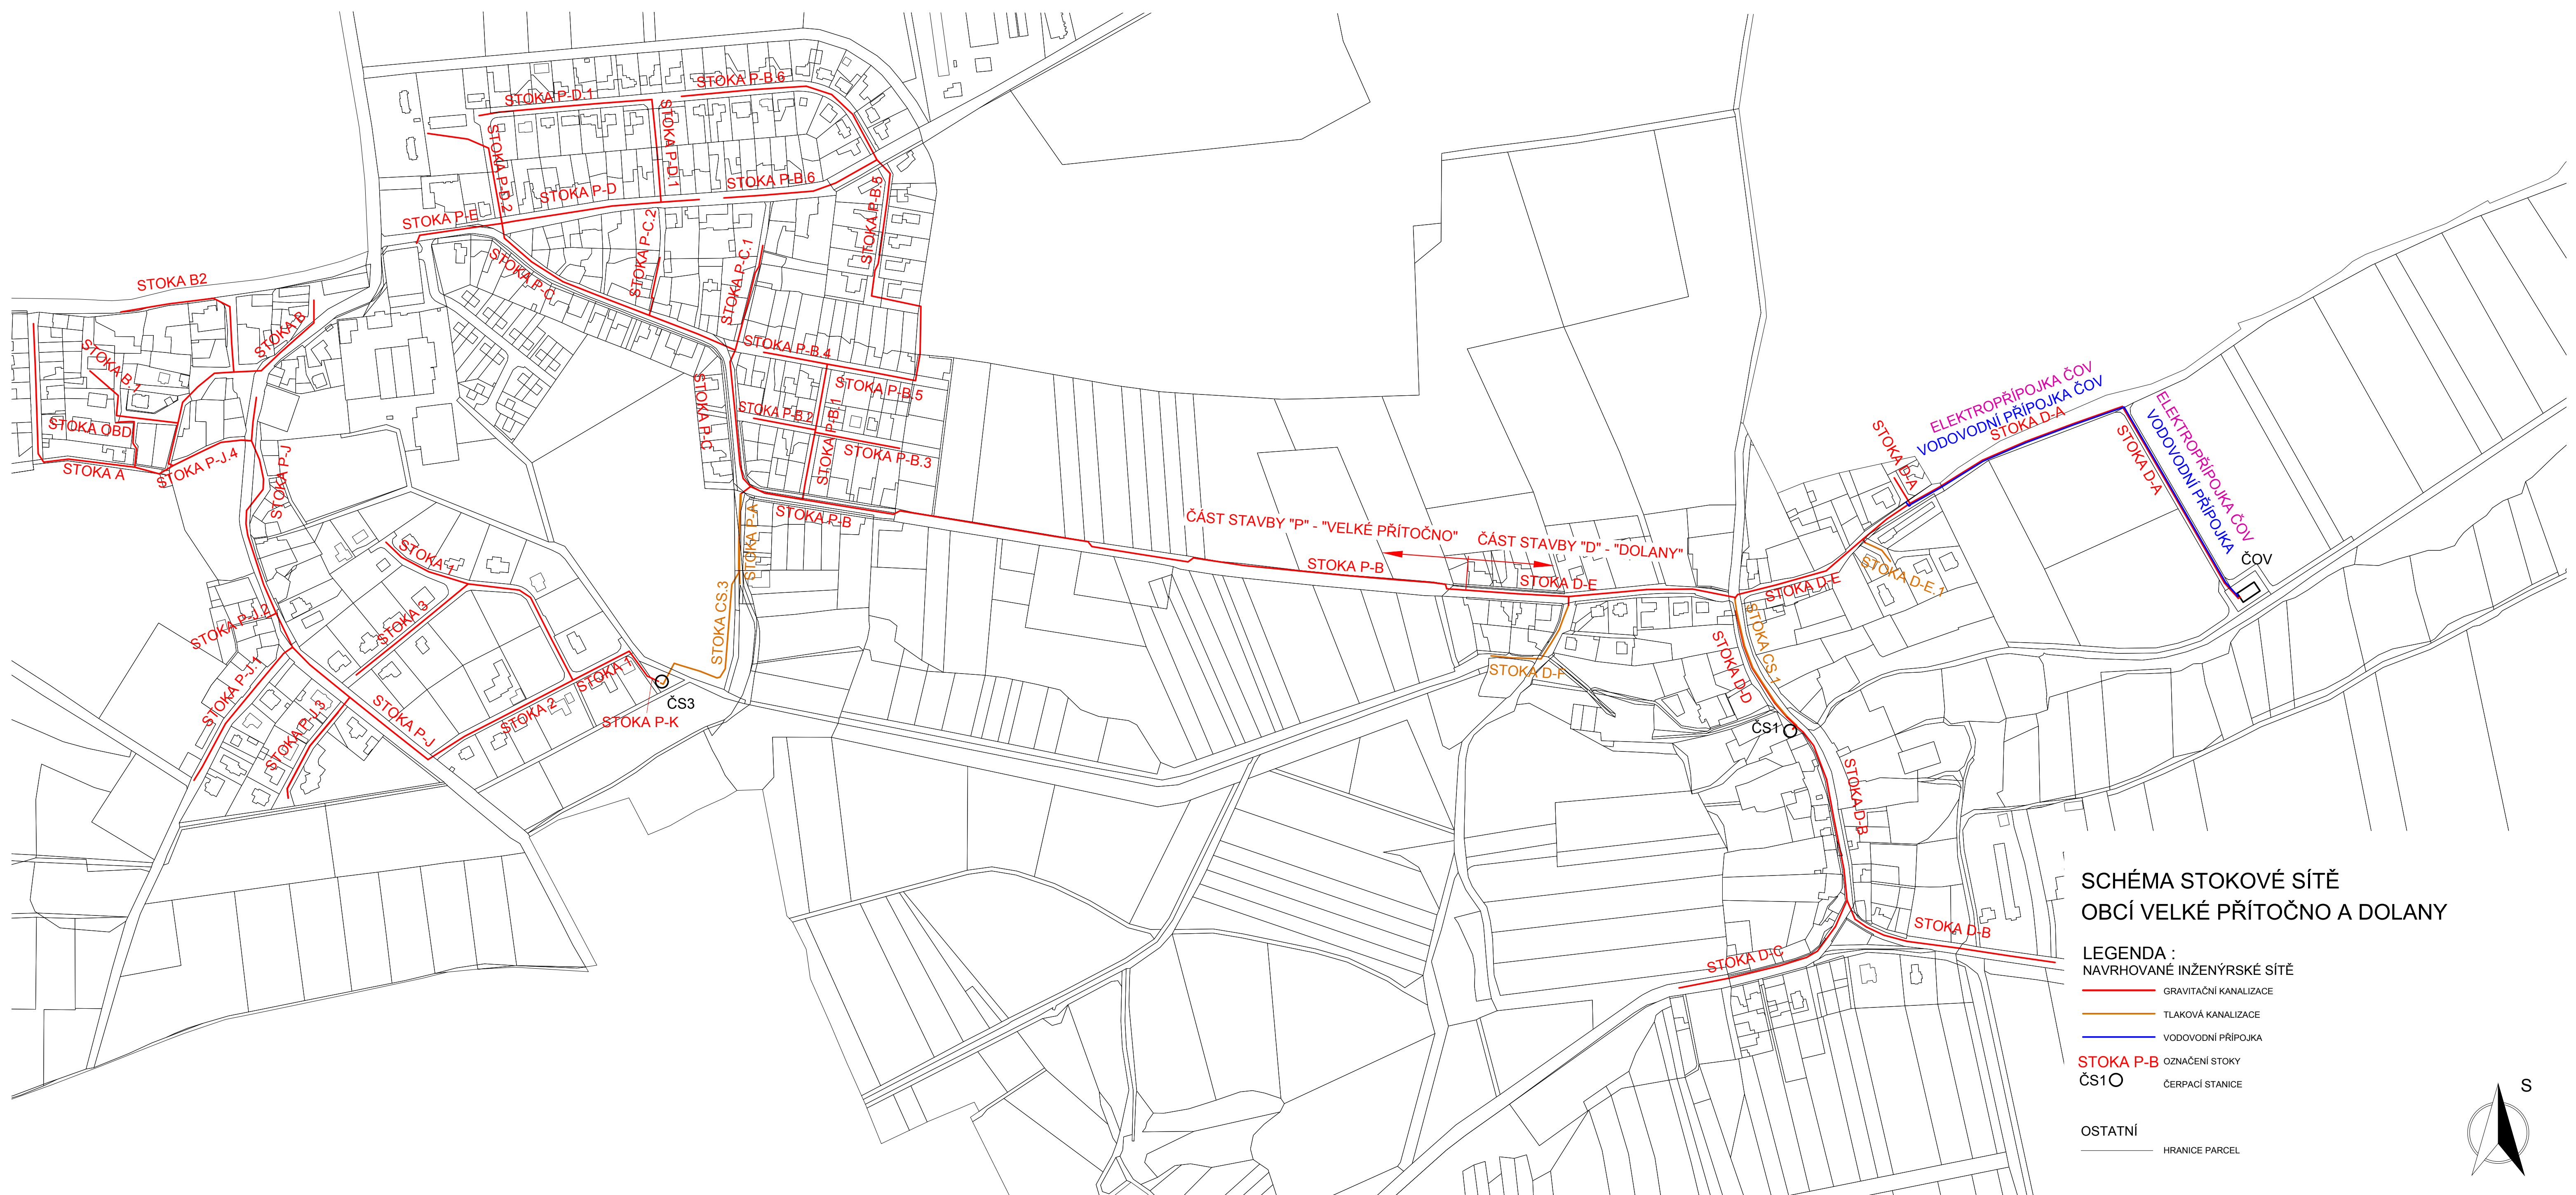 STOKA P-B.6
STOKA P-D.1
STOKA P-D.1
STOKA P-D.2
STOKA P-D
STOKA P-B.6
STOKA P-B.5
STOKA P-E
STOKA P-C.2
STOKA P-C.1
STOKA P-C
STOKA B2
STOKA B
STOKA B.1
STOKA OBD
STOKA A
STOKA P-J.4
STOKA P-J
STOKA P-B.4
STOKA P-B.5
STOKA P-C
STOKA P-B.2
STOKA P-B.1
STOKA P-B.3
STOKA P-B
STOKA P-A
STOKA CS.3
STOKA 1
STOKA 3
STOKA P-J.2
STOKA P-J.1
STOKA P-J.3
STOKA P-J
STOKA 2
STOKA 1
ČS3
STOKA P-K
ČÁST STAVBY "P" - "VELKÉ PŘÍTOČNO"
ČÁST STAVBY "D" - "DOLANY"
STOKA P-B
STOKA D-E
STOKA D-F
STOKA D-E
STOKA D-E.1
STOKA CS.1
STOKA D-D
ČS1
STOKA D-B
STOKA D-B
STOKA D-C
STOKA D-A
ELEKTROPŘÍPOJKA ČOV
VODOVODNÍ PŘÍPOJKA ČOV
STOKA D-A
ELEKTROPŘÍPOJKA ČOV
VODOVODNÍ PŘÍPOJKA
STOKA D-A
ČOV
SCHÉMA STOKOVÉ SÍTĚ
OBCÍ VELKÉ PŘÍTOČNO A DOLANY
LEGENDA :
NAVRHOVANÉ INŽENÝRSKÉ SÍTĚ
GRAVITAČNÍ KANALIZACE
TLAKOVÁ KANALIZACE
VODOVODNÍ PŘÍPOJKA
STOKA P-B OZNAČENÍ STOKY
ČS1 ČERPACÍ STANICE
OSTATNÍ
HRANICE PARCEL
S